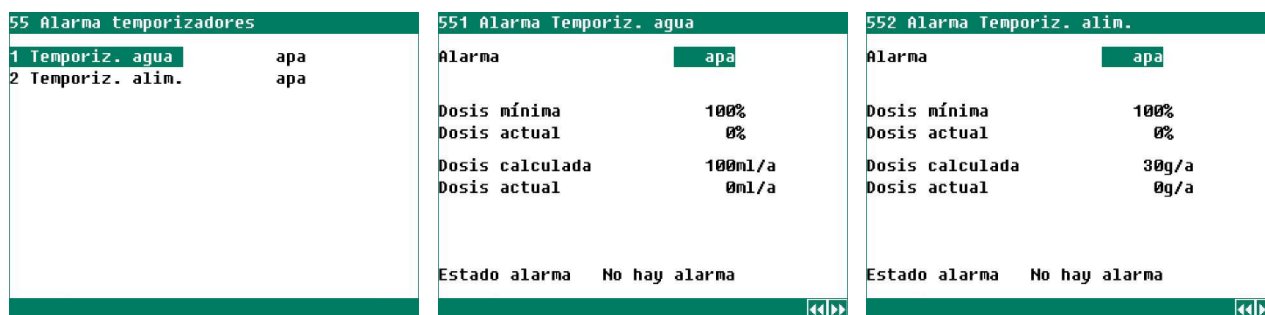 55 Alarma temporizadores
1 Temporiz. agua apa
2 Temporiz. alim. apa
551 Alarma Temporiz. agua
Alarma apa
Dosis mínima 100%
Dosis actual 0%
Dosis calculada 100ml/a
Dosis actual 0ml/a
Estado alarma No hay alarma
552 Alarma Temporiz. alim.
Alarma apa
Dosis mínima 100%
Dosis actual 0%
Dosis calculada 30g/a
Dosis actual 0g/a
Estado alarma No hay alarma